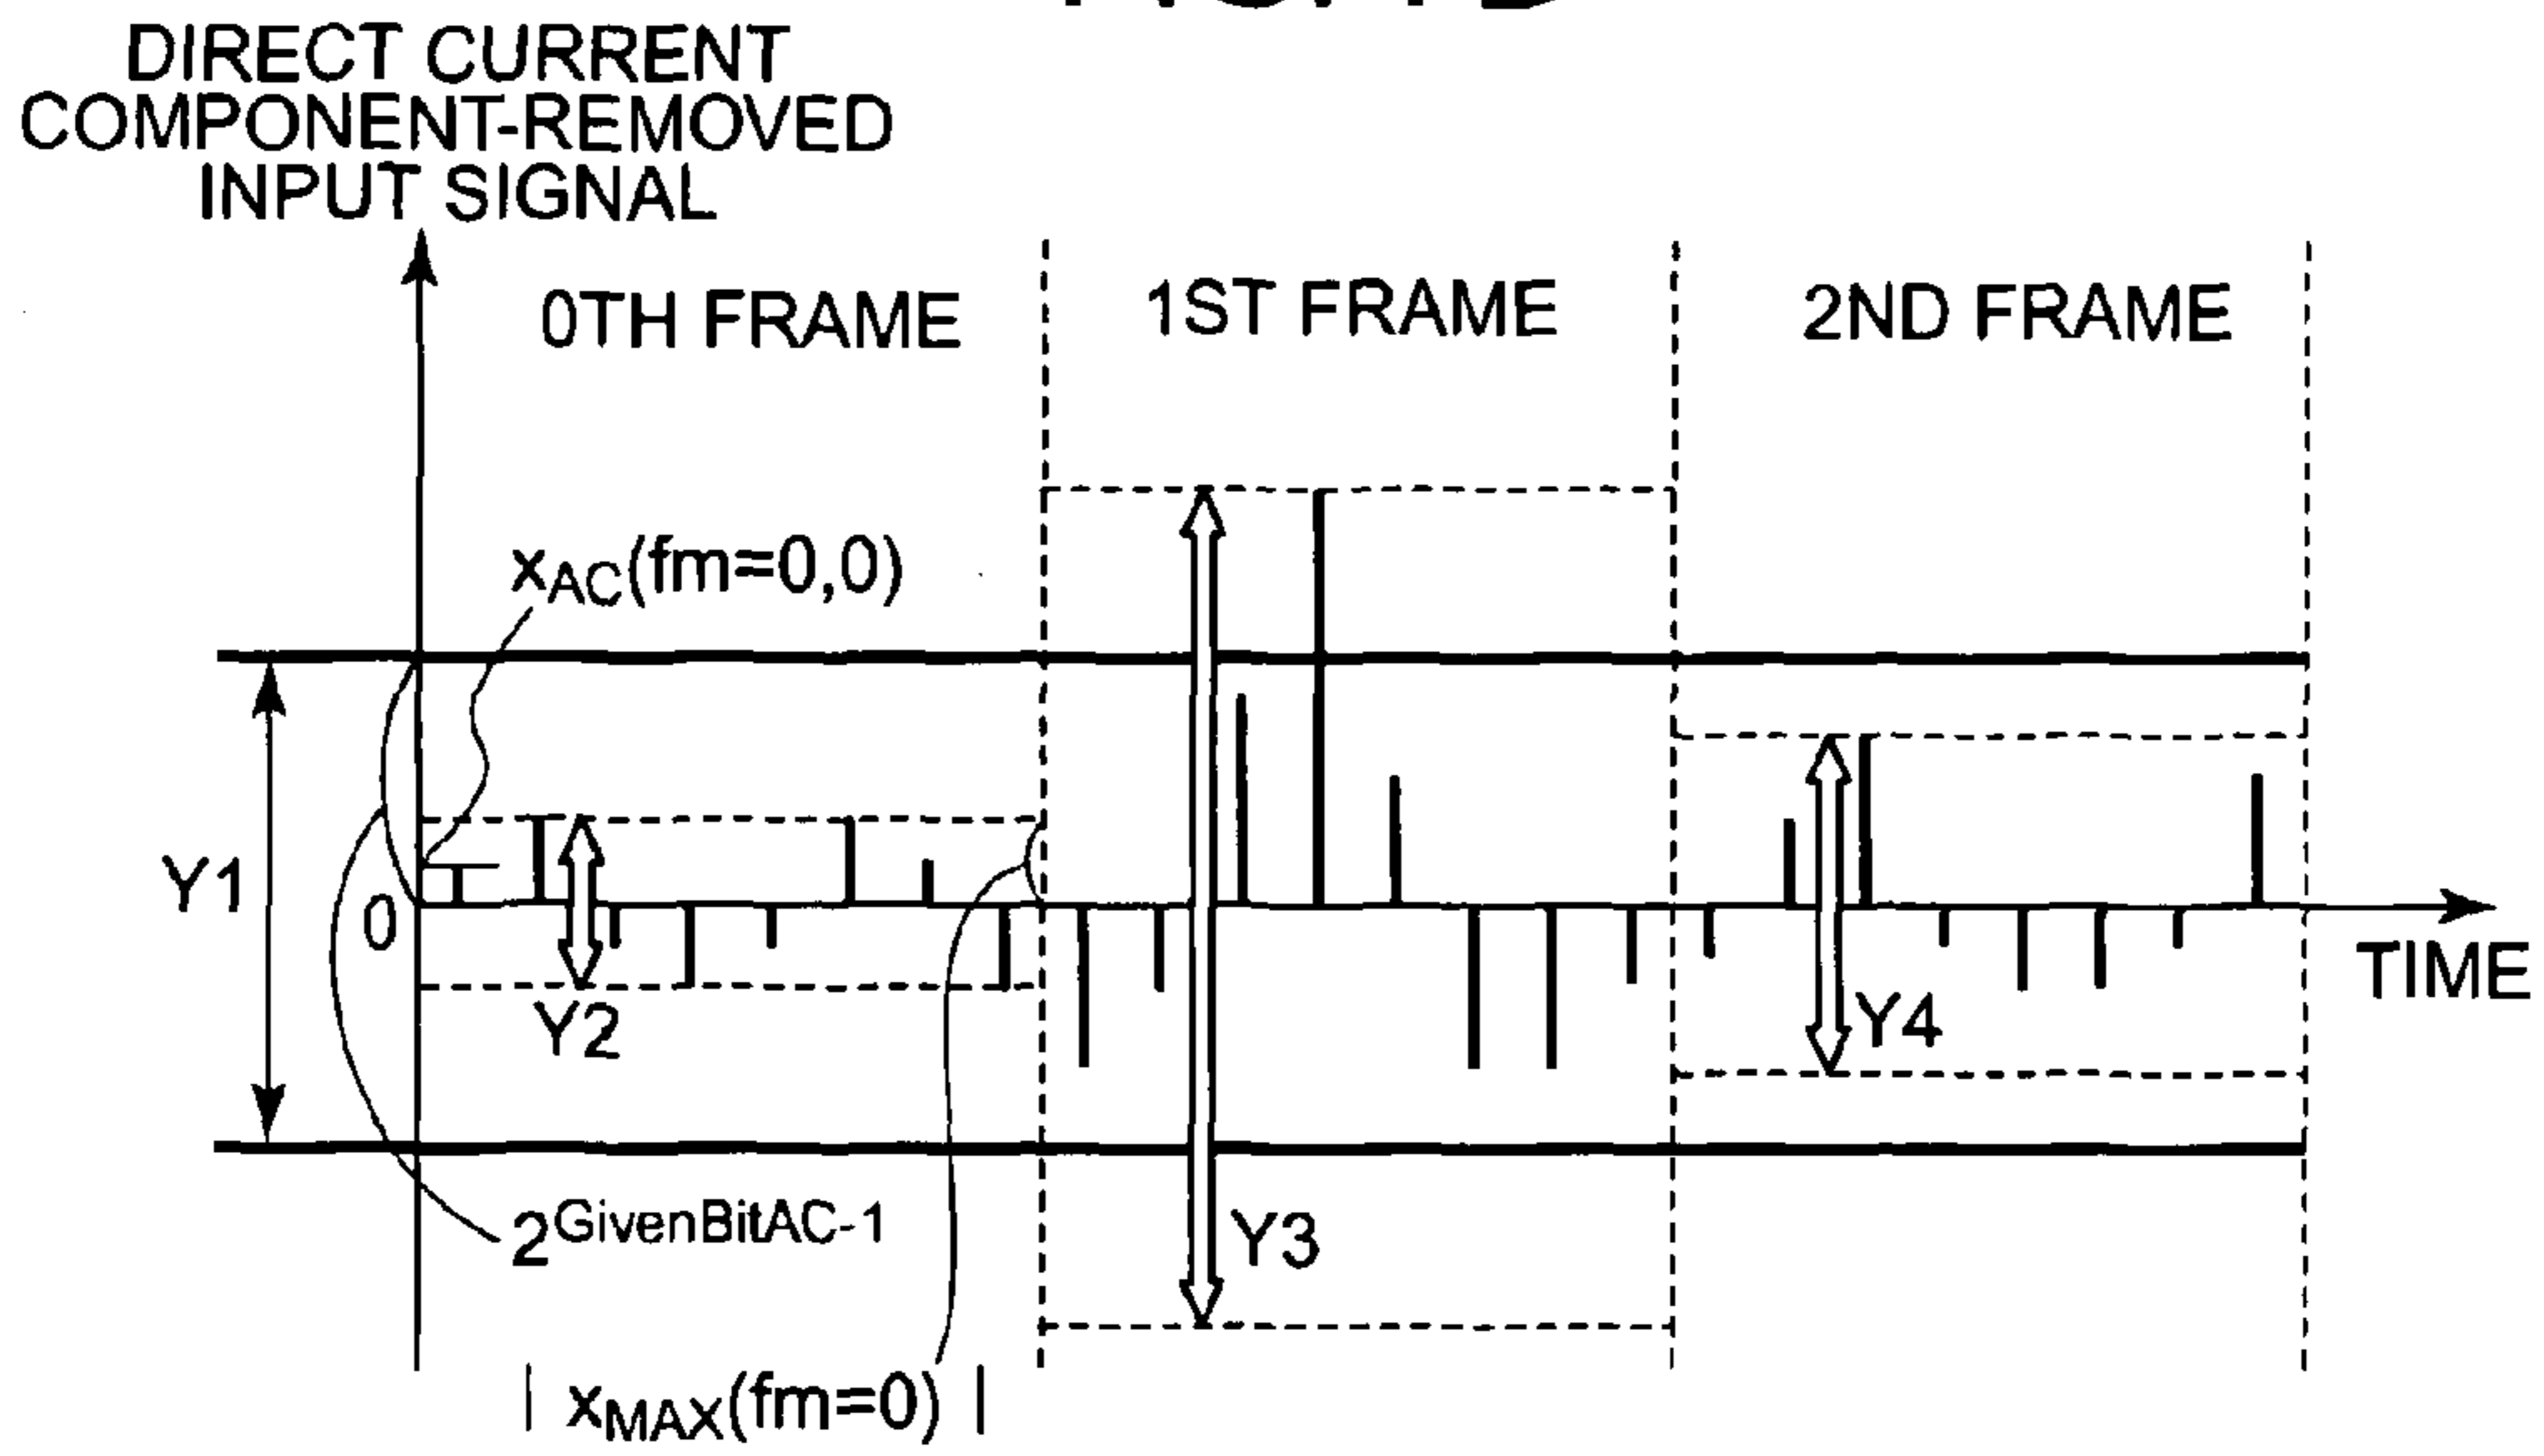 DIRECT CURRENT
COMPONENT-REMOVED
INPUT SIGNAL
0TH FRAME
1ST FRAME
2ND FRAME
xAC(fm=0,0)
Y1
0
Y2
Y4
TIME
2GivenBitAC-1
Y3
| xMAX(fm=0) |